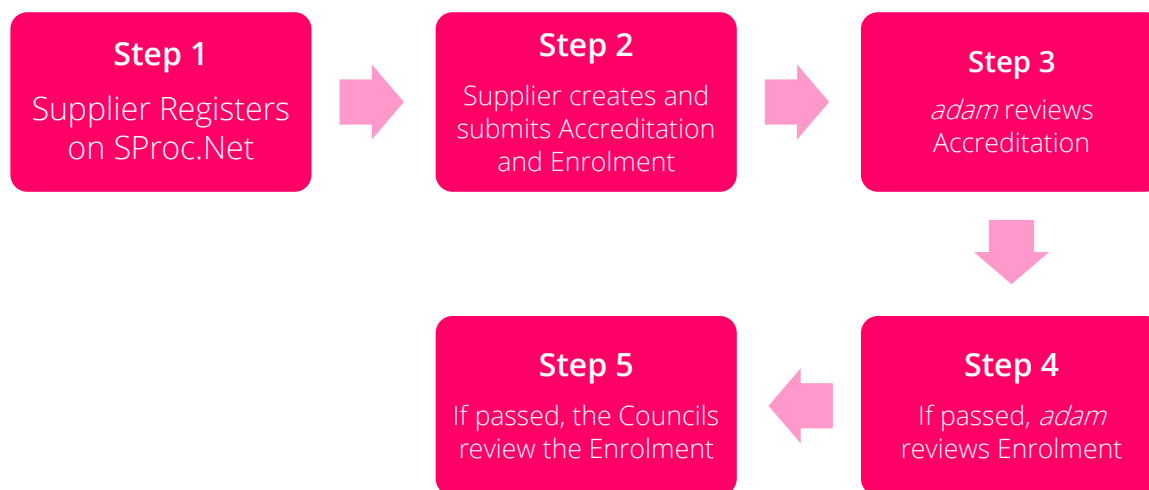 Step 1
Supplier Registers
on SProc.Net
Step 2
Supplier creates and
submits Accreditation
and Enrolment
Step 3
adam reviews
Accreditation
Step 4
If passed, adam
reviews Enrolment
Step 5
If passed, the Councils
review the Enrolment